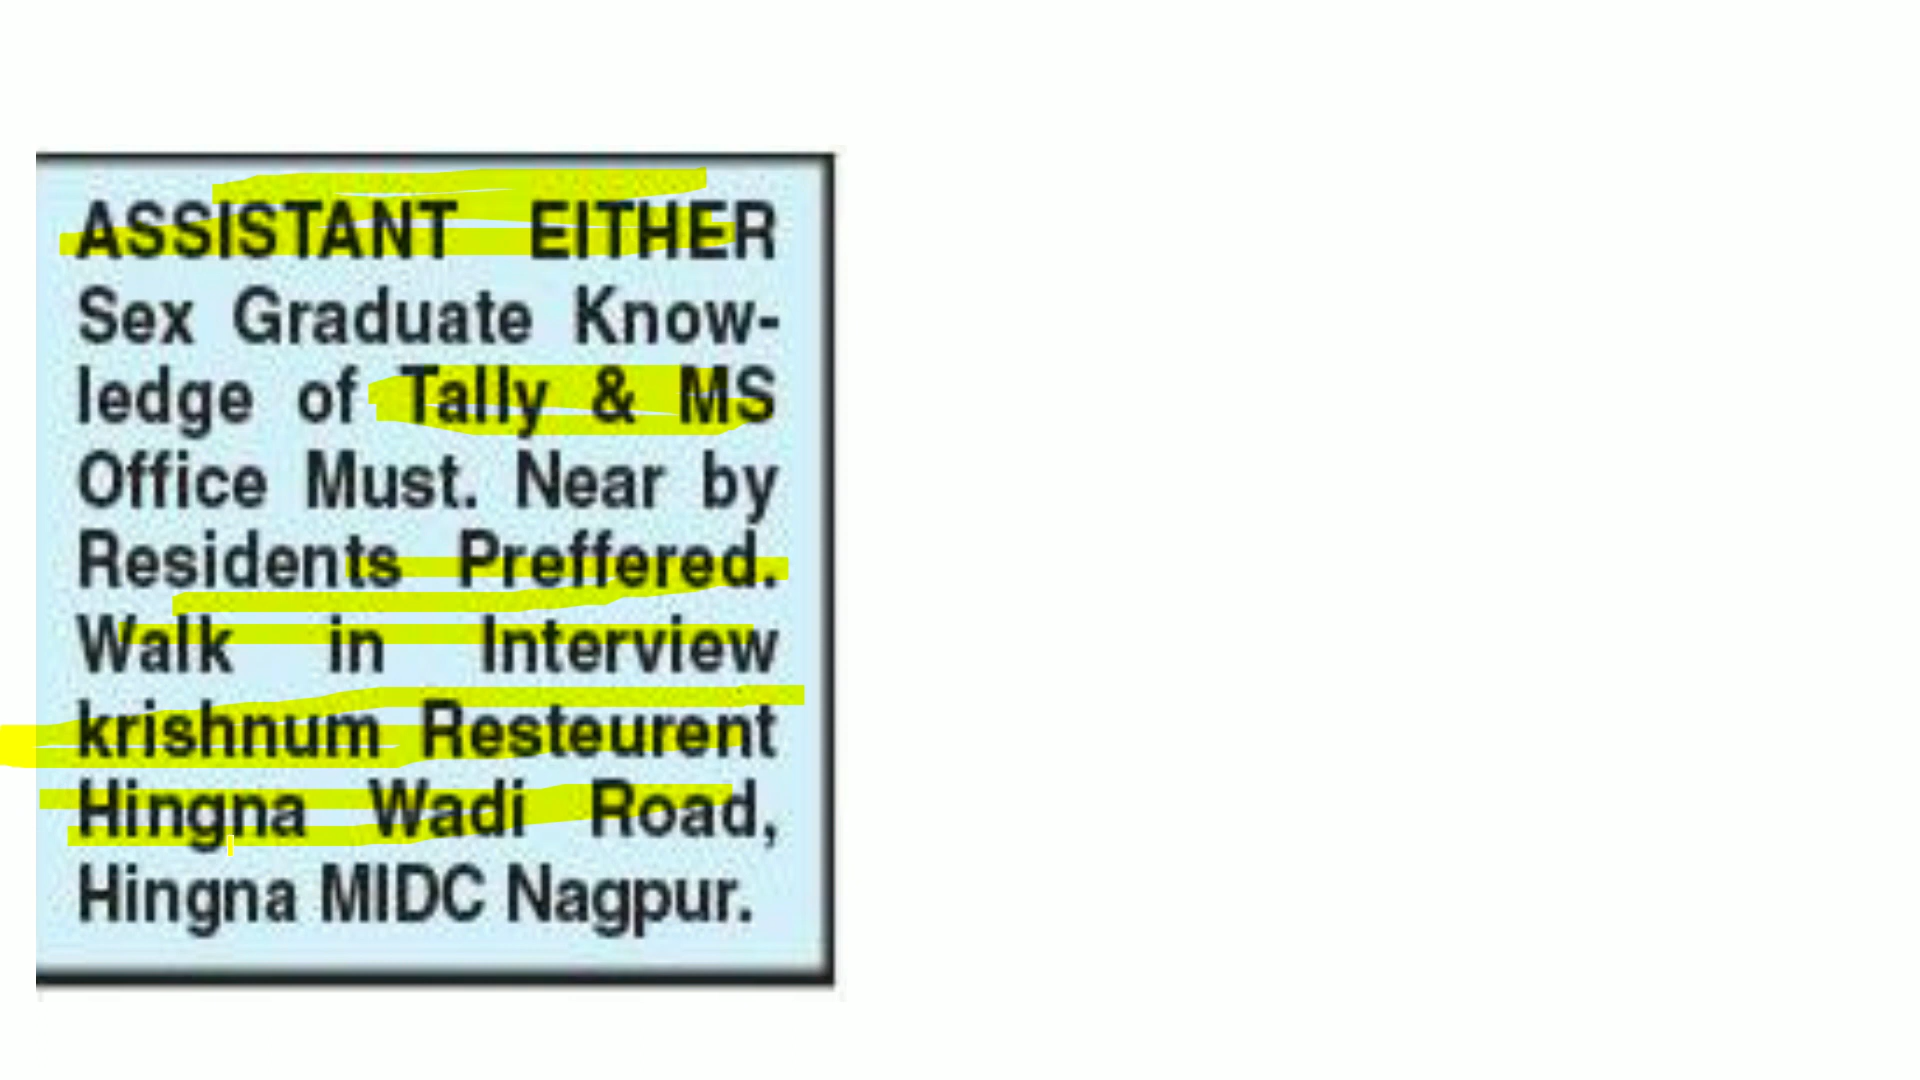 ASSISTANT EITHER
Sex Graduate Know-
ledge of Tally & MS
Office Must. Near by
Residents Preffered.
Walk in Interview
krishnum Resteurent
Hingna Wadi Road,
Hingna MIDC Nagpur.